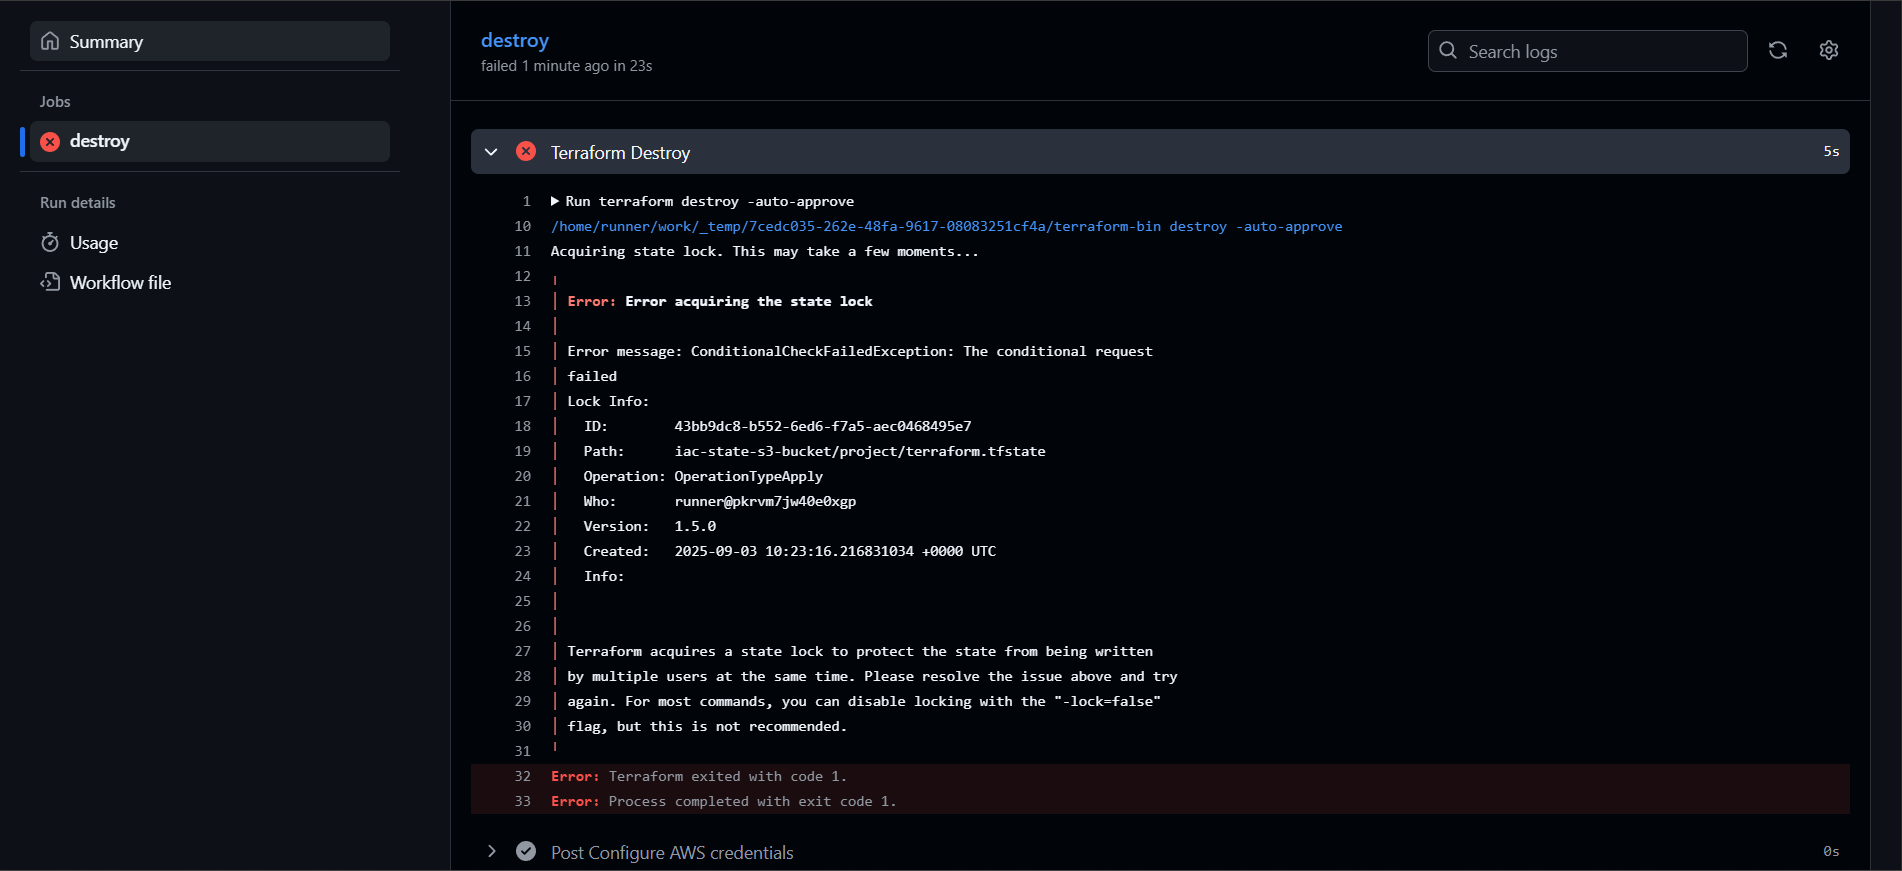 Summary
Jobs
destroy
Run details
Usage
Workflow file
destroy
failed 1 minute ago in 23s
Search logs
Terraform Destroy 5s
1 Run terraform destroy -auto-approve
10 /home/runner/work/_temp/7cedc035-262e-48fa-9617-08083251cf4a/terraform-bin destroy -auto-approve
11 Acquiring state lock. This may take a few moments...
12
13 Error: Error acquiring the state lock
14
15 Error message: ConditionalCheckFailedException: The conditional request
16 failed
17 Lock Info:
18 ID: 43bb9dc8-b552-6ed6-f7a5-aec0468495e7
19 Path: iac-state-s3-bucket/project/terraform.tfstate
20 Operation: OperationTypeApply
21 Who: runner@pkrvm7jw40e0xgp
22 Version: 1.5.0
23 Created: 2025-09-03 10:23:16.216831034 +0000 UTC
24 Info:
25
26
27 Terraform acquires a state lock to protect the state from being written
28 by multiple users at the same time. Please resolve the issue above and try
29 again. For most commands, you can disable locking with the "-lock=false"
30 flag, but this is not recommended.
31
32 Error: Terraform exited with code 1.
33 Error: Process completed with exit code 1.
Post Configure AWS credentials 0s